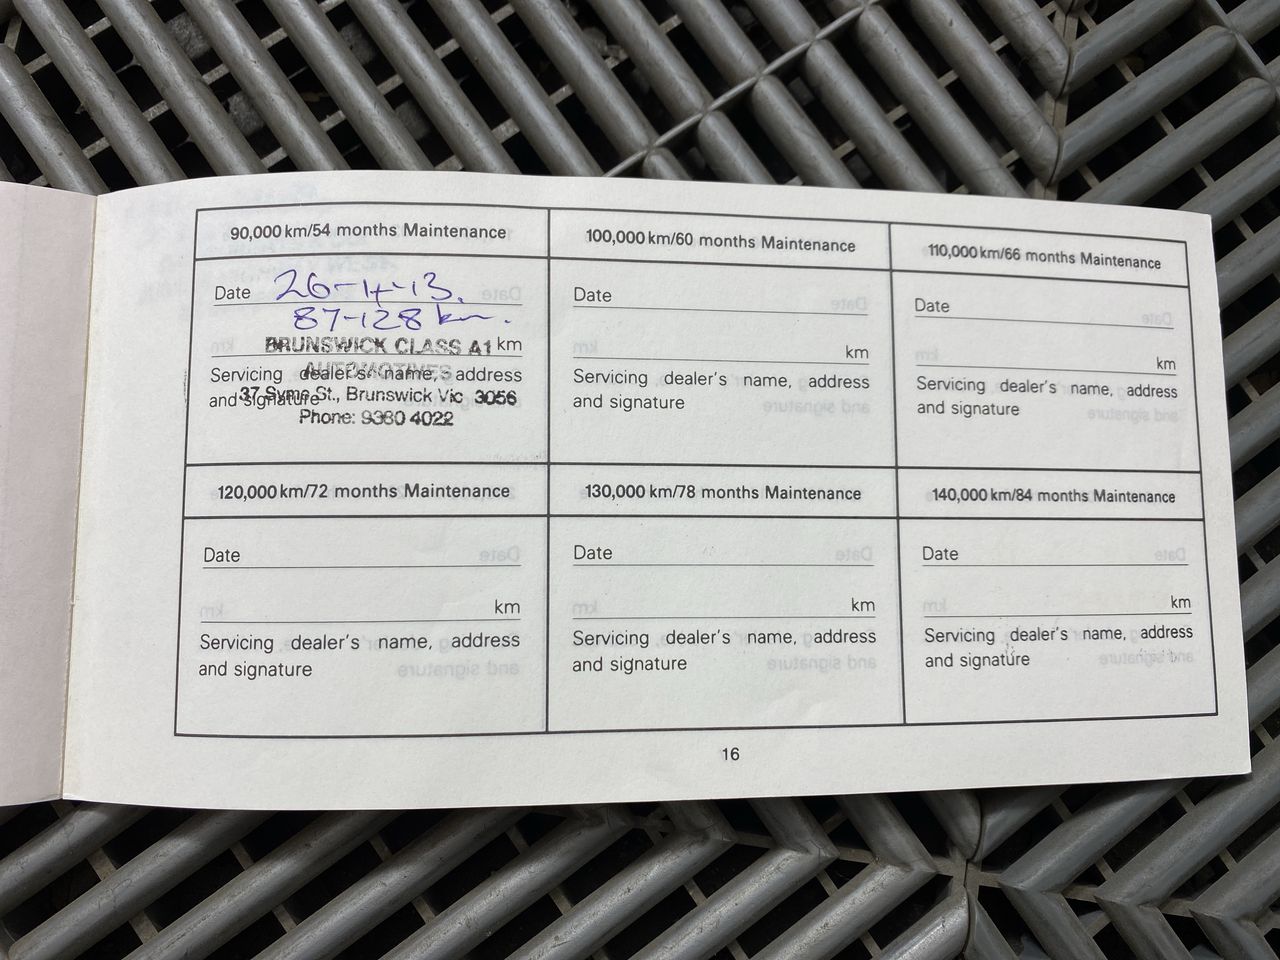 90,000 km/54 months Maintenance
Date 26-4-13.
87-128 km.
BRUNSWICK CLASS A1 km
AUTOMOTIVES
Servicing dealer's name, address
and signature
37 Syme St., Brunswick Vic 3056
Phone: 9380 4022
100,000 km/60 months Maintenance
Date
km
Servicing dealer's name, address
and signature
110,000 km/66 months Maintenance
Date
km
Servicing dealer's name, address
and signature
120,000 km/72 months Maintenance
Date
km
Servicing dealer's name, address
and signature
130,000 km/78 months Maintenance
Date
km
Servicing dealer's name, address
and signature
140,000 km/84 months Maintenance
Date
km
Servicing dealer's name, address
and signature
16